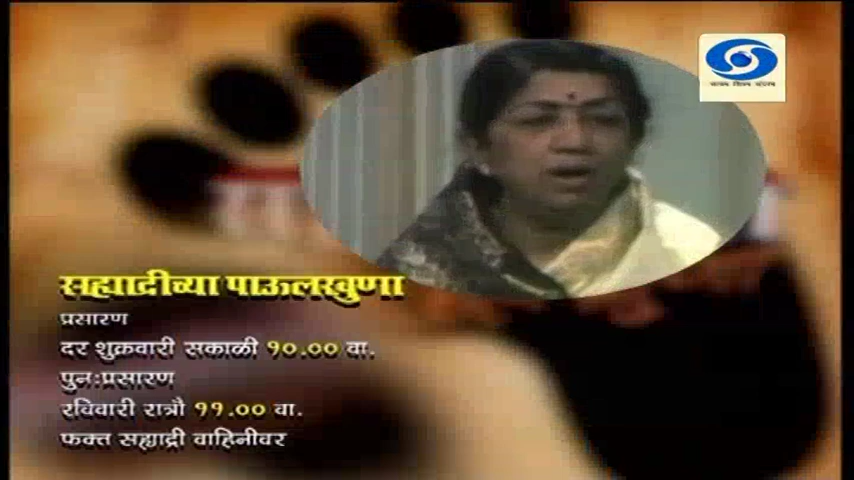 सह्याद्रीच्या पाऊलखुणा
प्रसारण
दर शुक्रवारी सकाळी १०.०० वा.
पुन:प्रसारण
रविवारी रात्रौ ११.०० वा.
फक्त सह्याद्री वाहिनीवर